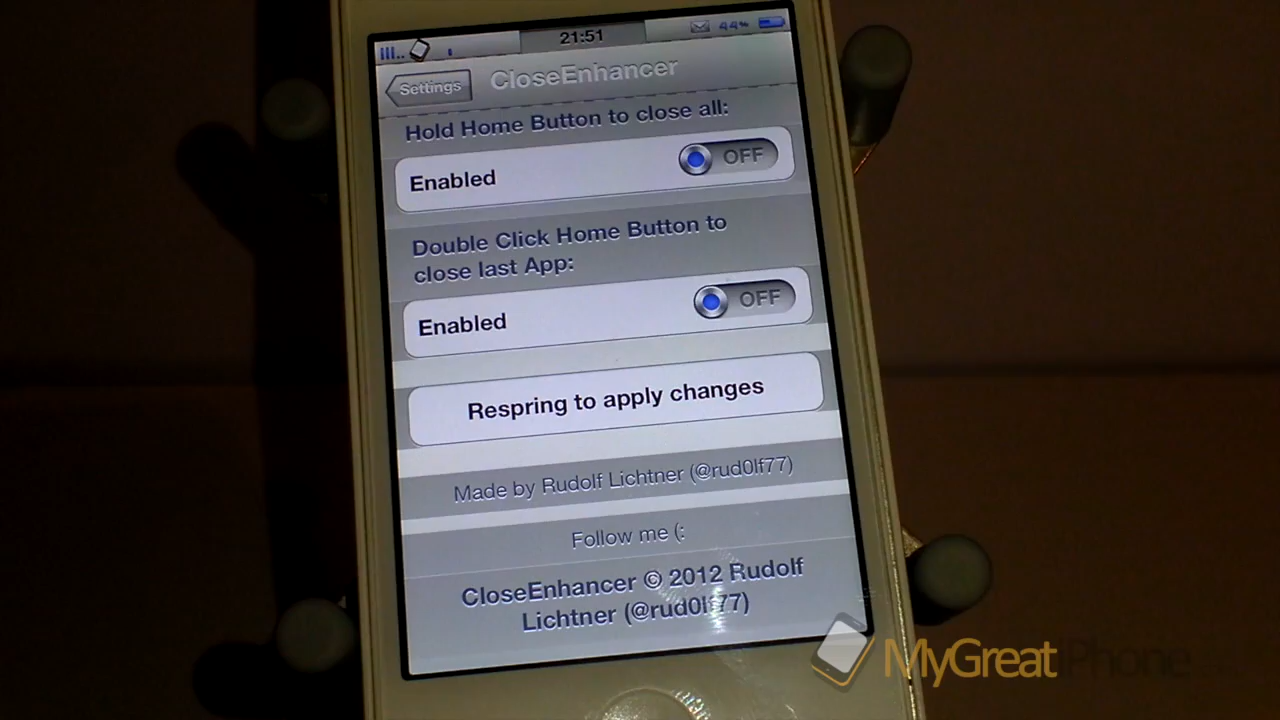 21:51
44%
Settings
CloseEnhancer
Hold Home Button to close all:
Enabled
OFF
Double Click Home Button to
close last App:
Enabled
OFF
Respring to apply changes
Made by Rudolf Lichtner (@rud0lf77)
Follow me (:
CloseEnhancer © 2012 Rudolf
Lichtner (@rud0lf77)
MyGreatiPhone